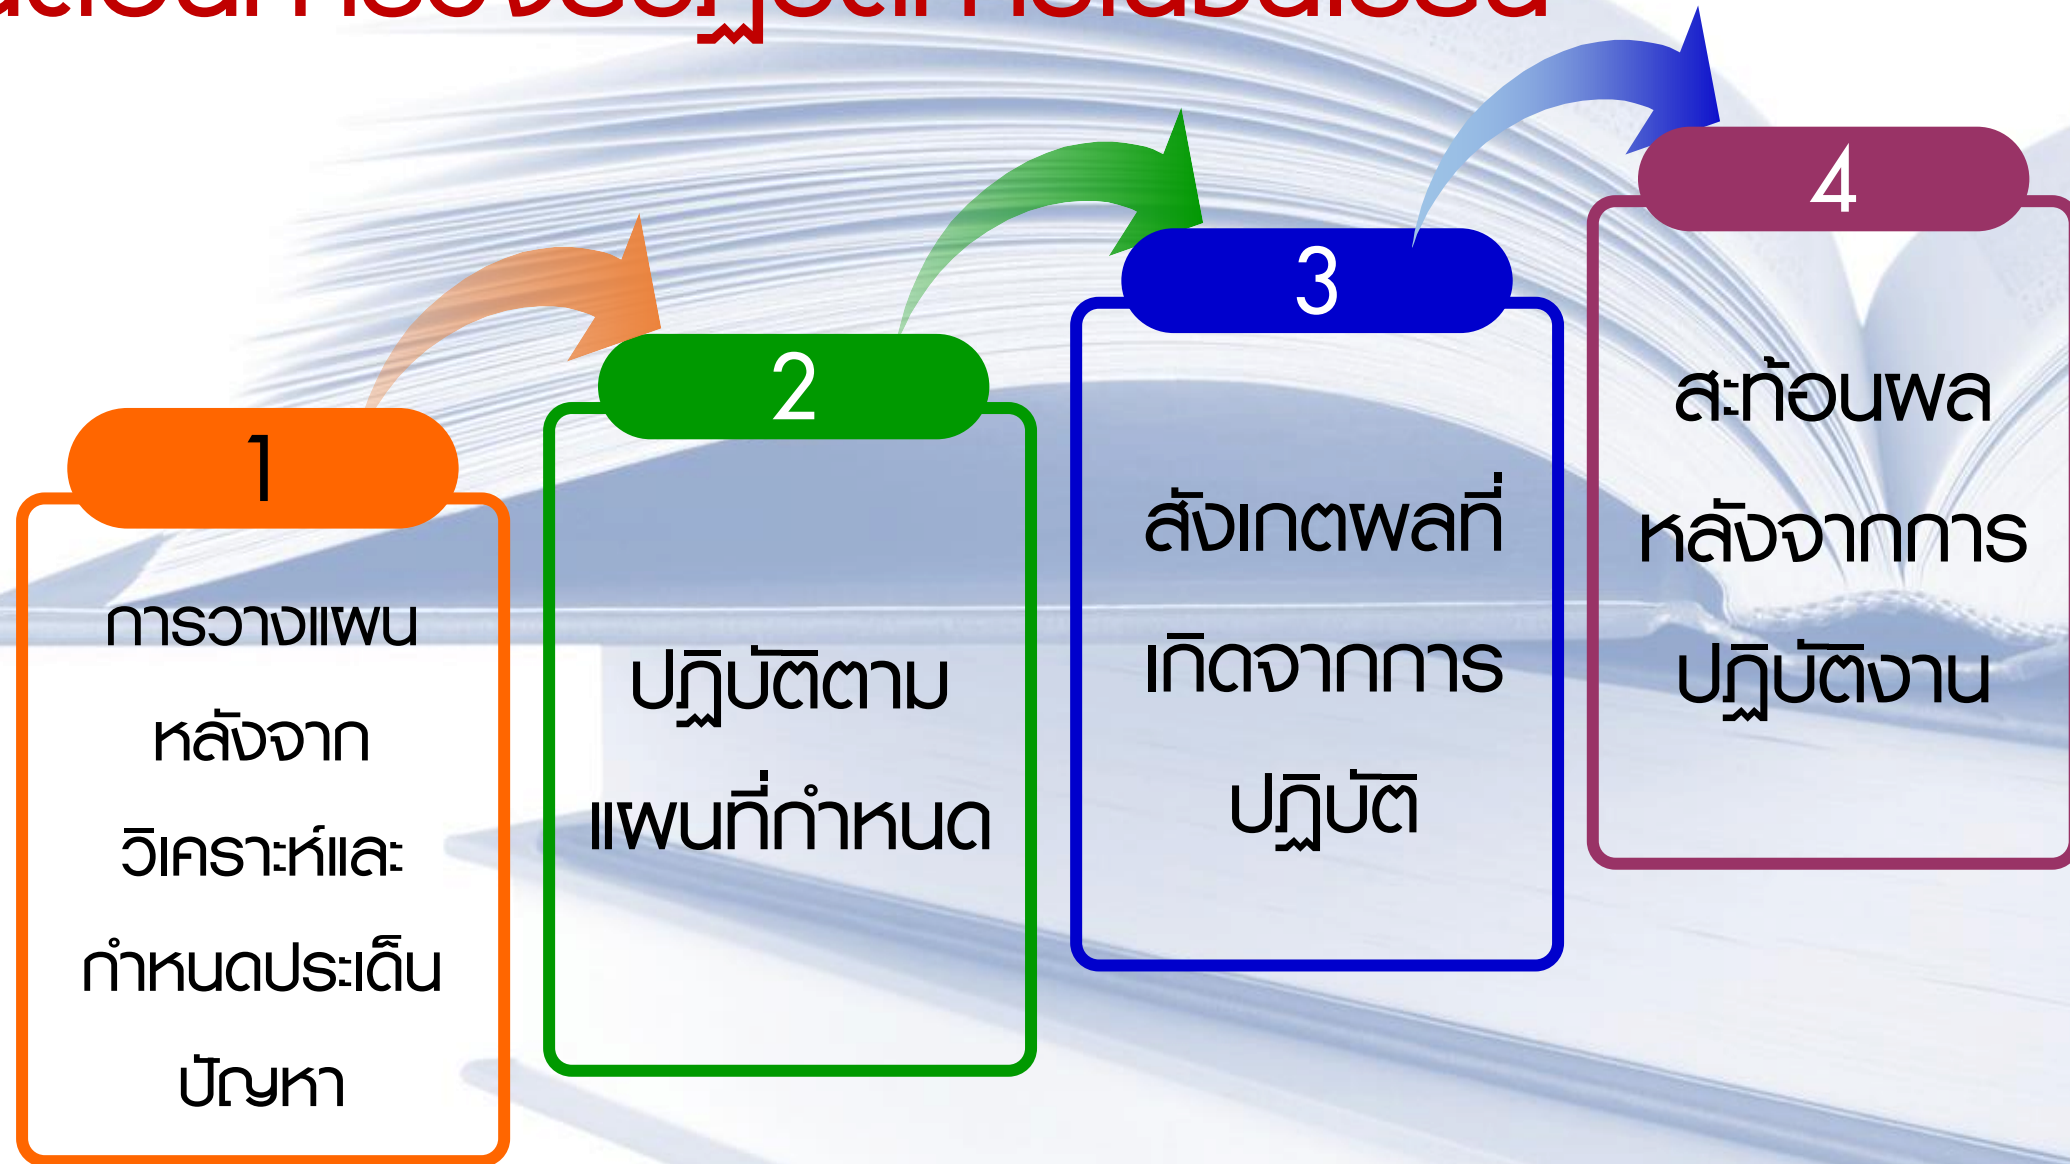 1
การวางแผน
หลังจาก
วิเคราะห์และ
กำหนดประเด็น
ปัญหา
2
ปฏิบัติตาม
แผนที่กำหนด
3
สังเกตผลที่
เกิดจากการ
ปฏิบัติ
4
สะท้อนผล
หลังจากการ
ปฏิบัติงาน